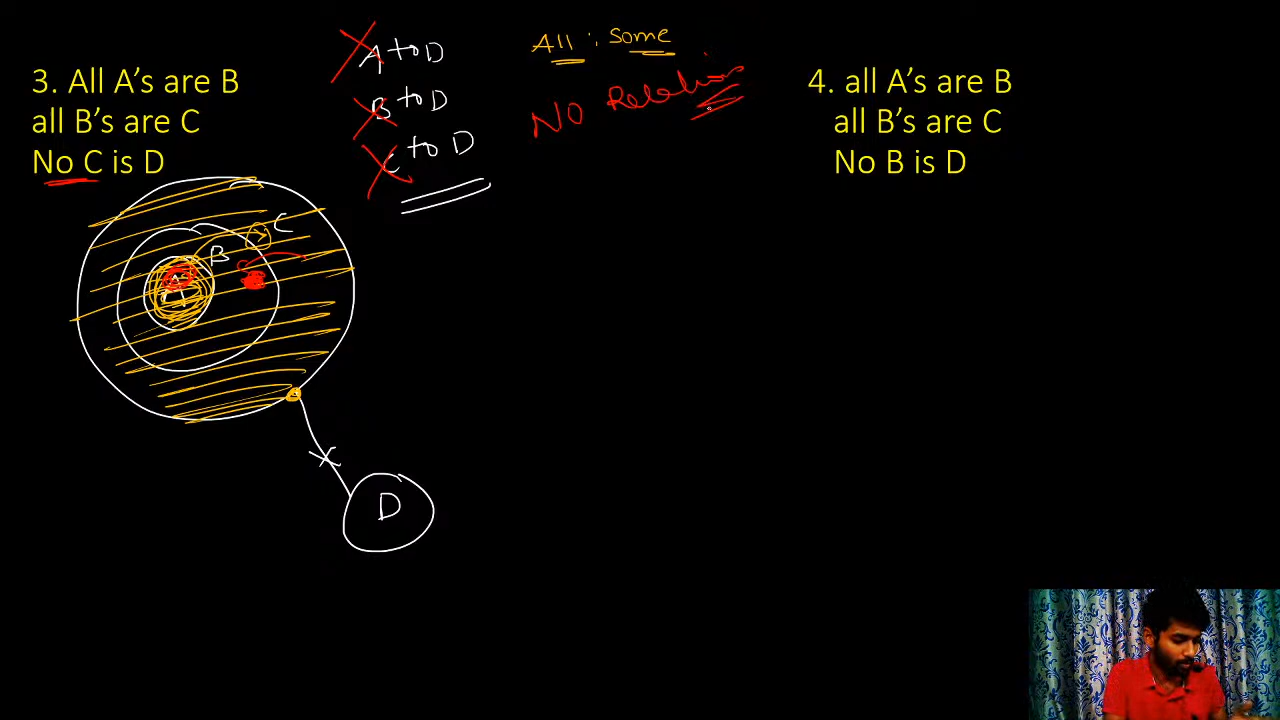 3. All A's are B
all B's are C
No C is D
A to D
B to D
C to D
All : Some
NO Relation
4. all A's are B
all B's are C
No B is D
C
B
A
D